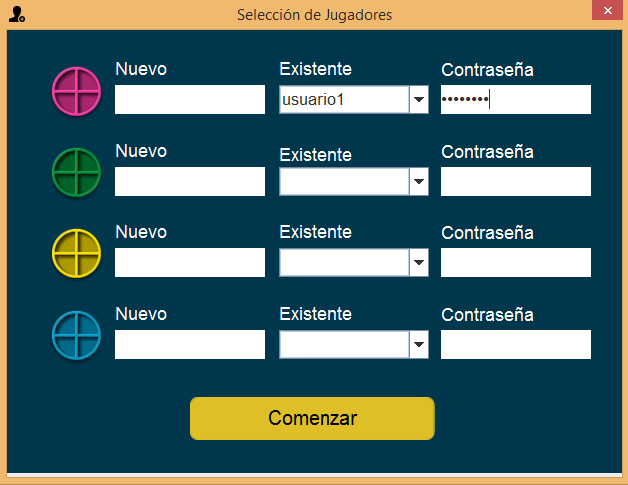 Selección de Jugadores
Nuevo Existente Contraseña
usuario1 ••••••••
Nuevo Existente Contraseña
Nuevo Existente Contraseña
Nuevo Existente Contraseña
Comenzar